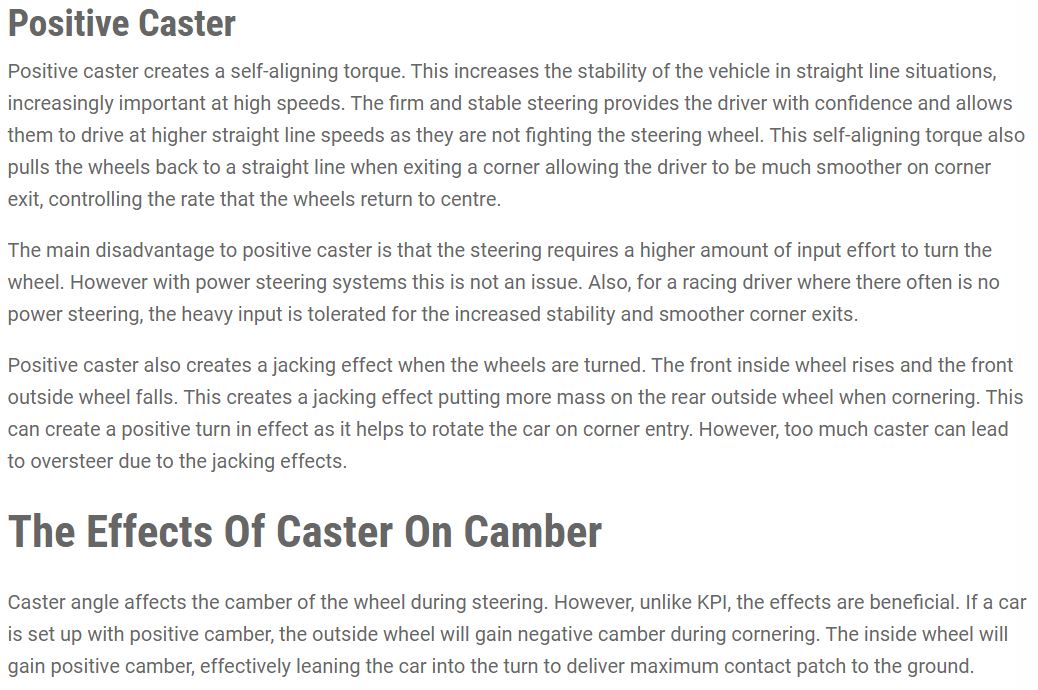 Positive Caster
Positive caster creates a self-aligning torque. This increases the stability of the vehicle in straight line situations,
increasingly important at high speeds. The firm and stable steering provides the driver with confidence and allows
them to drive at higher straight line speeds as they are not fighting the steering wheel. This self-aligning torque also
pulls the wheels back to a straight line when exiting a corner allowing the driver to be much smoother on corner
exit, controlling the rate that the wheels return to centre.
The main disadvantage to positive caster is that the steering requires a higher amount of input effort to turn the
wheel. However with power steering systems this is not an issue. Also, for a racing driver where there often is no
power steering, the heavy input is tolerated for the increased stability and smoother corner exits.
Positive caster also creates a jacking effect when the wheels are turned. The front inside wheel rises and the front
outside wheel falls. This creates a jacking effect putting more mass on the rear outside wheel when cornering. This
can create a positive turn in effect as it helps to rotate the car on corner entry. However, too much caster can lead
to oversteer due to the jacking effects.
The Effects Of Caster On Camber
Caster angle affects the camber of the wheel during steering. However, unlike KPI, the effects are beneficial. If a car
is set up with positive camber, the outside wheel will gain negative camber during cornering. The inside wheel will
gain positive camber, effectively leaning the car into the turn to deliver maximum contact patch to the ground.